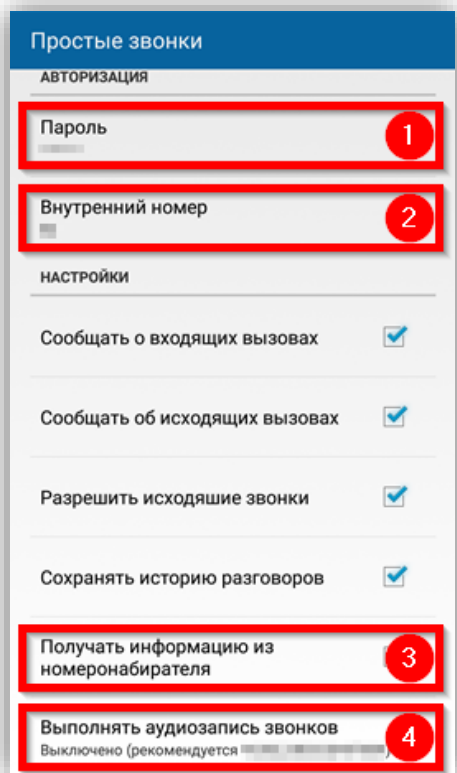 Простые звонки
АВТОРИЗАЦИЯ
Пароль
1
Внутренний номер
2
НАСТРОЙКИ
Сообщать о входящих вызовах
Сообщать об исходящих вызовах
Разрешить исходяшие звонки
Сохранять историю разговоров
Получать информацию из
номеронабирателя
3
Выполнять аудиозапись звонков
Выключено (рекомендуется )
4